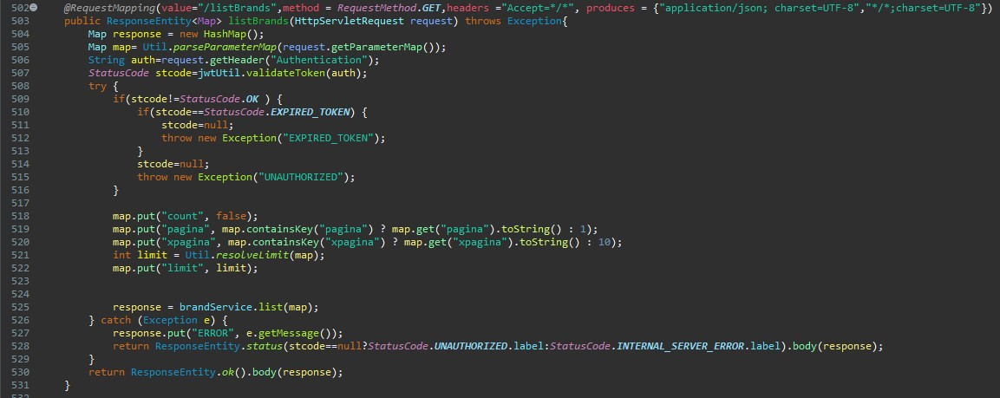 502 @RequestMapping(value="/listBrands",method = RequestMethod.GET,headers ="Accept=*/*", produces = {"application/json; charset=UTF-8","*/*;charset=UTF-8"})
503 public ResponseEntity<Map> listBrands(HttpServletRequest request) throws Exception{
504 Map response = new HashMap();
505 Map map= Util.parseParameterMap(request.getParameterMap());
506 String auth=request.getHeader("Authentication");
507 StatusCode stcode=jwtUtil.validateToken(auth);
508 try {
509 if(stcode!=StatusCode.OK ) {
510 if(stcode==StatusCode.EXPIRED_TOKEN) {
511 stcode=null;
512 throw new Exception("EXPIRED_TOKEN");
513 }
514 stcode=null;
515 throw new Exception("UNAUTHORIZED");
516 }
517
518 map.put("count", false);
519 map.put("pagina", map.containsKey("pagina") ? map.get("pagina").toString() : 1);
520 map.put("xpagina", map.containsKey("xpagina") ? map.get("xpagina").toString() : 10);
521 int limit = Util.resolveLimit(map);
522 map.put("limit", limit);
523
524
525 response = brandService.list(map);
526 } catch (Exception e) {
527 response.put("ERROR", e.getMessage());
528 return ResponseEntity.status(stcode==null?StatusCode.UNAUTHORIZED.label:StatusCode.INTERNAL_SERVER_ERROR.label).body(response);
529 }
530 return ResponseEntity.ok().body(response);
531 }
532